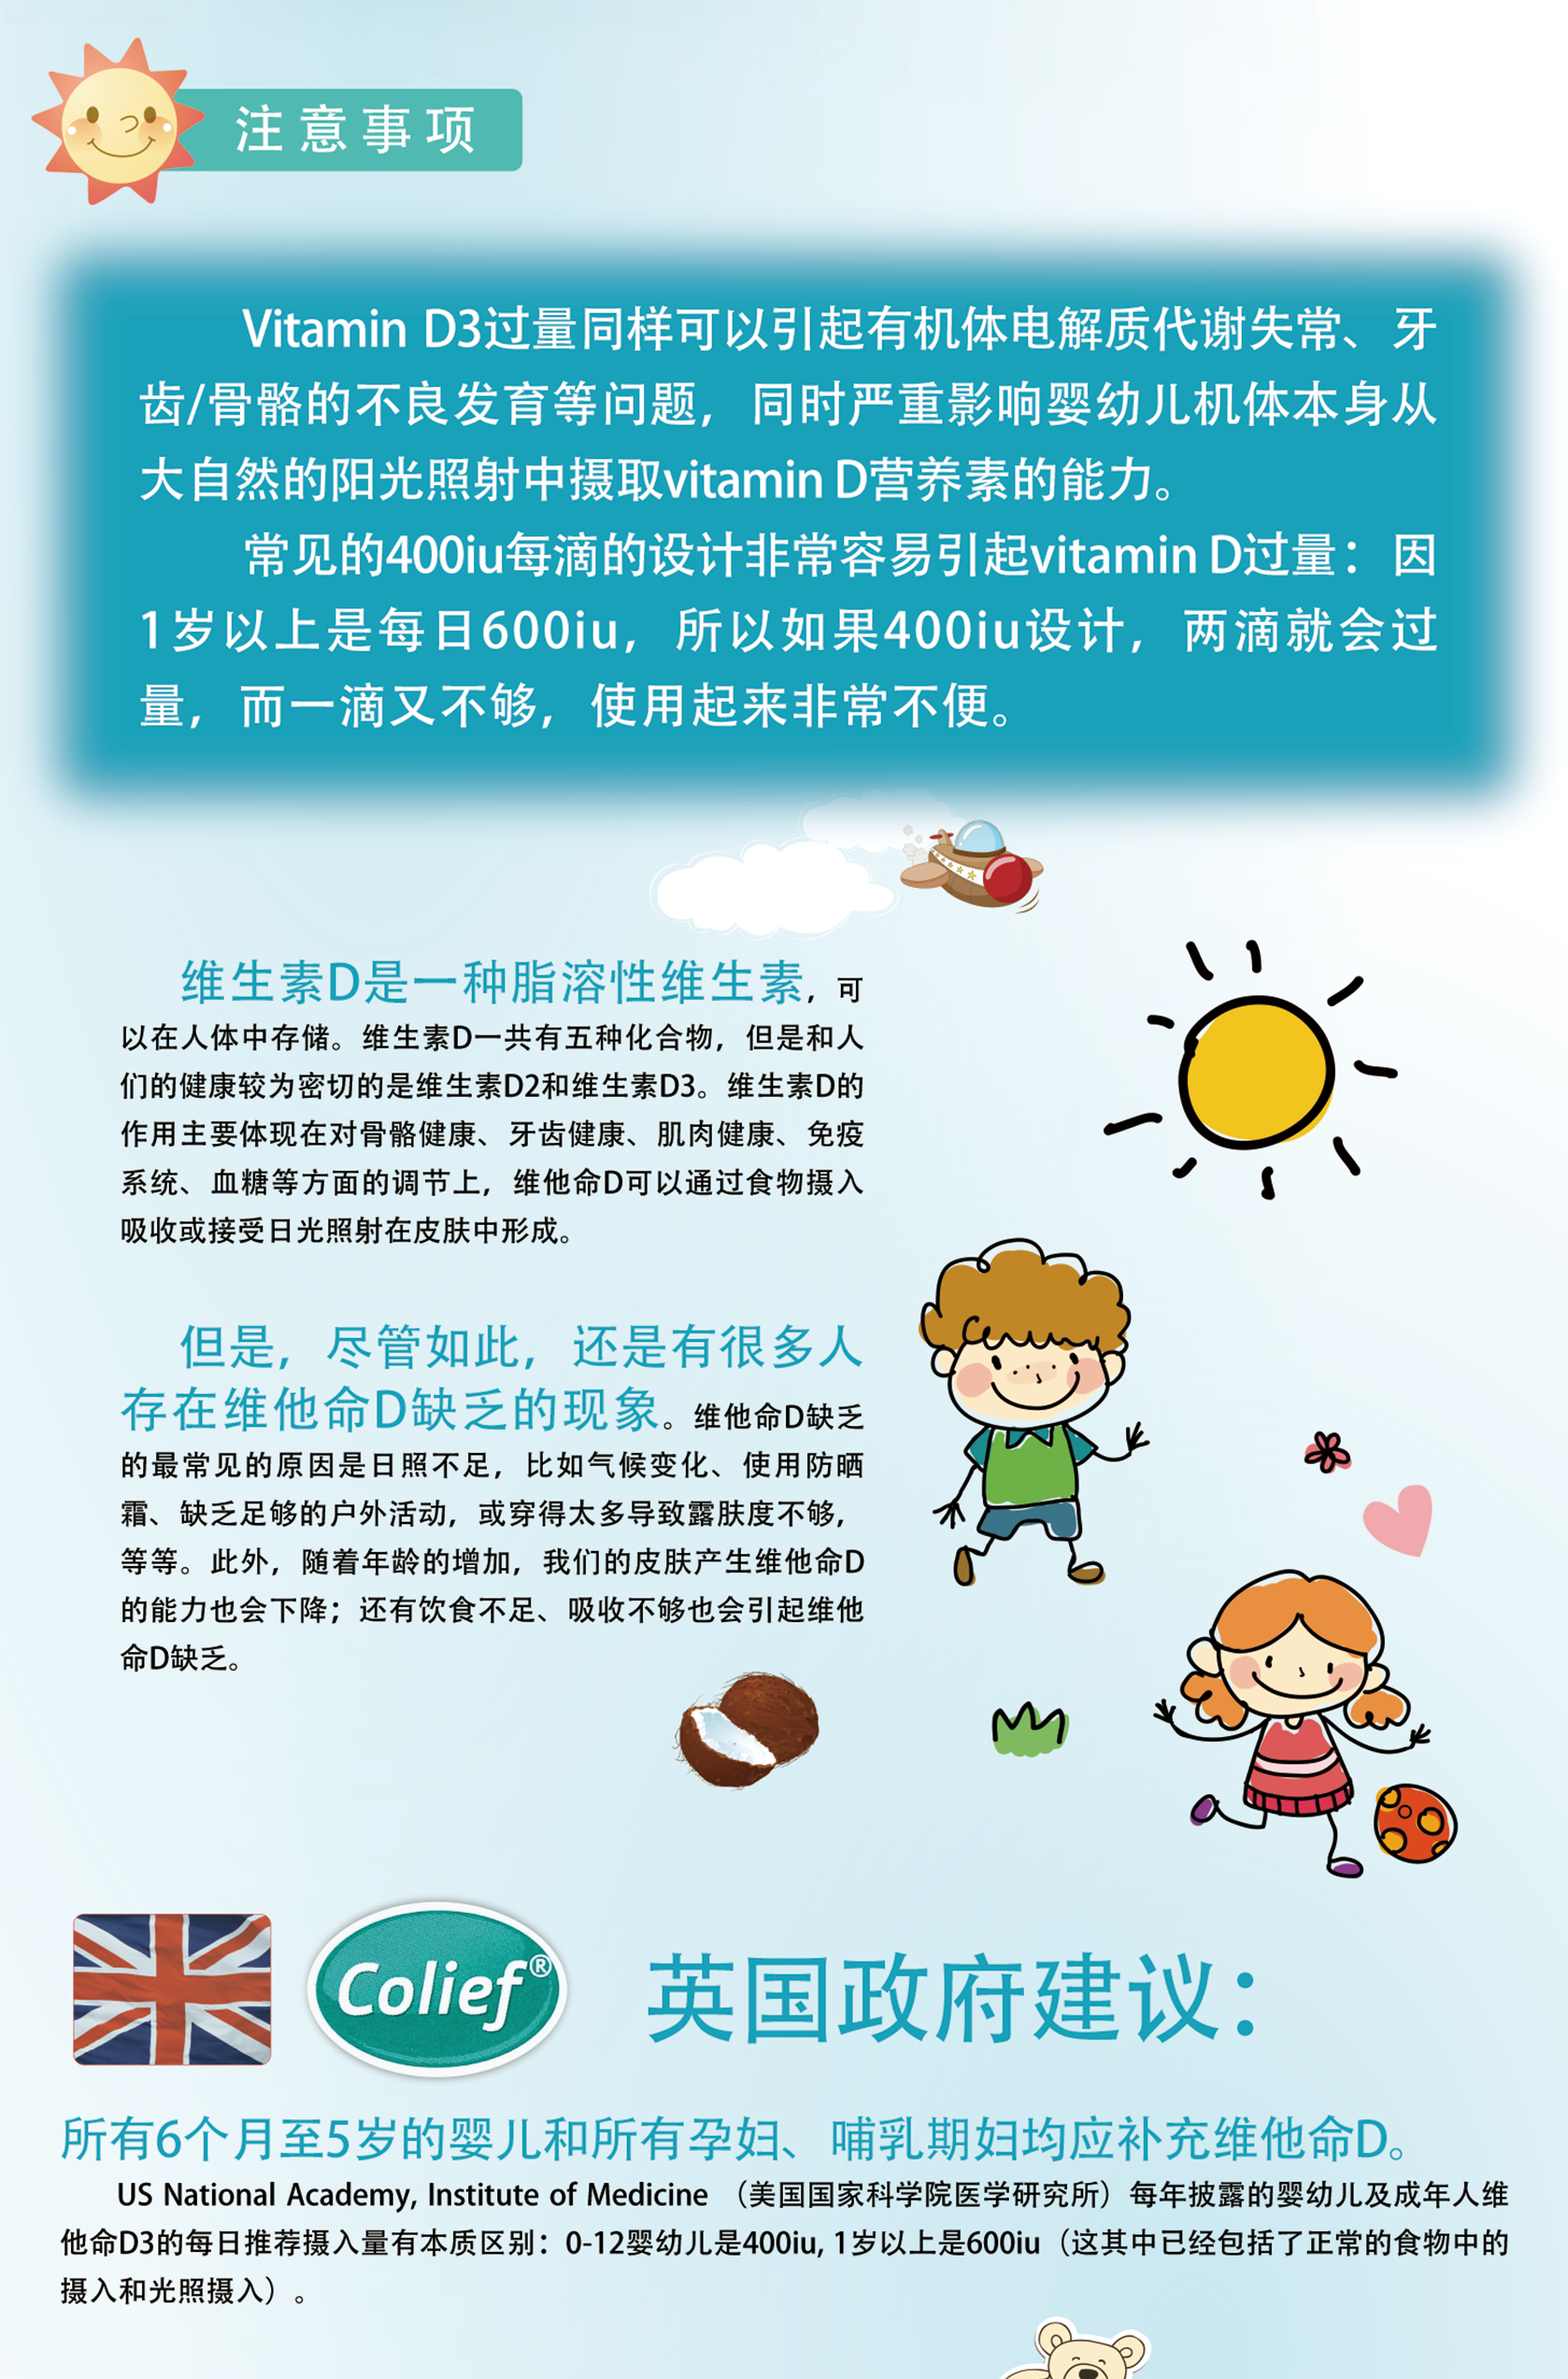 注意事项
Vitamin D3过量同样可以引起有机体电解质代谢失常、牙
齿/骨骼的不良发育等问题，同时严重影响婴幼儿机体本身从
大自然的阳光照射中摄取vitamin D营养素的能力。
常见的400iu每滴的设计非常容易引起vitamin D过量：因
1岁以上是每日600iu，所以如果400iu设计，两滴就会过
量，而一滴又不够，使用起来非常不便。
维生素D是一种脂溶性维生素，可
以在人体中存储。维生素D一共有五种化合物，但是和人
们的健康较为密切的是维生素D2和维生素D3。维生素D的
作用主要体现在对骨骼健康、牙齿健康、肌肉健康、免疫
系统、血糖等方面的调节上，维他命D可以通过食物摄入
吸收或接受日光照射在皮肤中形成。
但是，尽管如此，还是有很多人
存在维他命D缺乏的现象。维他命D缺乏
的最常见的原因是日照不足，比如气候变化、使用防晒
霜、缺乏足够的户外活动，或穿得太多导致露肤度不够，
等等。此外，随着年龄的增加，我们的皮肤产生维他命D
的能力也会下降；还有饮食不足、吸收不够也会引起维他
命D缺乏。
Colief®
英国政府建议：
所有6个月至5岁的婴儿和所有孕妇、哺乳期妇均应补充维他命D。
US National Academy, Institute of Medicine （美国国家科学院医学研究所）每年披露的婴幼儿及成年人维
他命D3的每日推荐摄入量有本质区别：0-12婴幼儿是400iu, 1岁以上是600iu（这其中已经包括了正常的食物中的
摄入和光照摄入）。